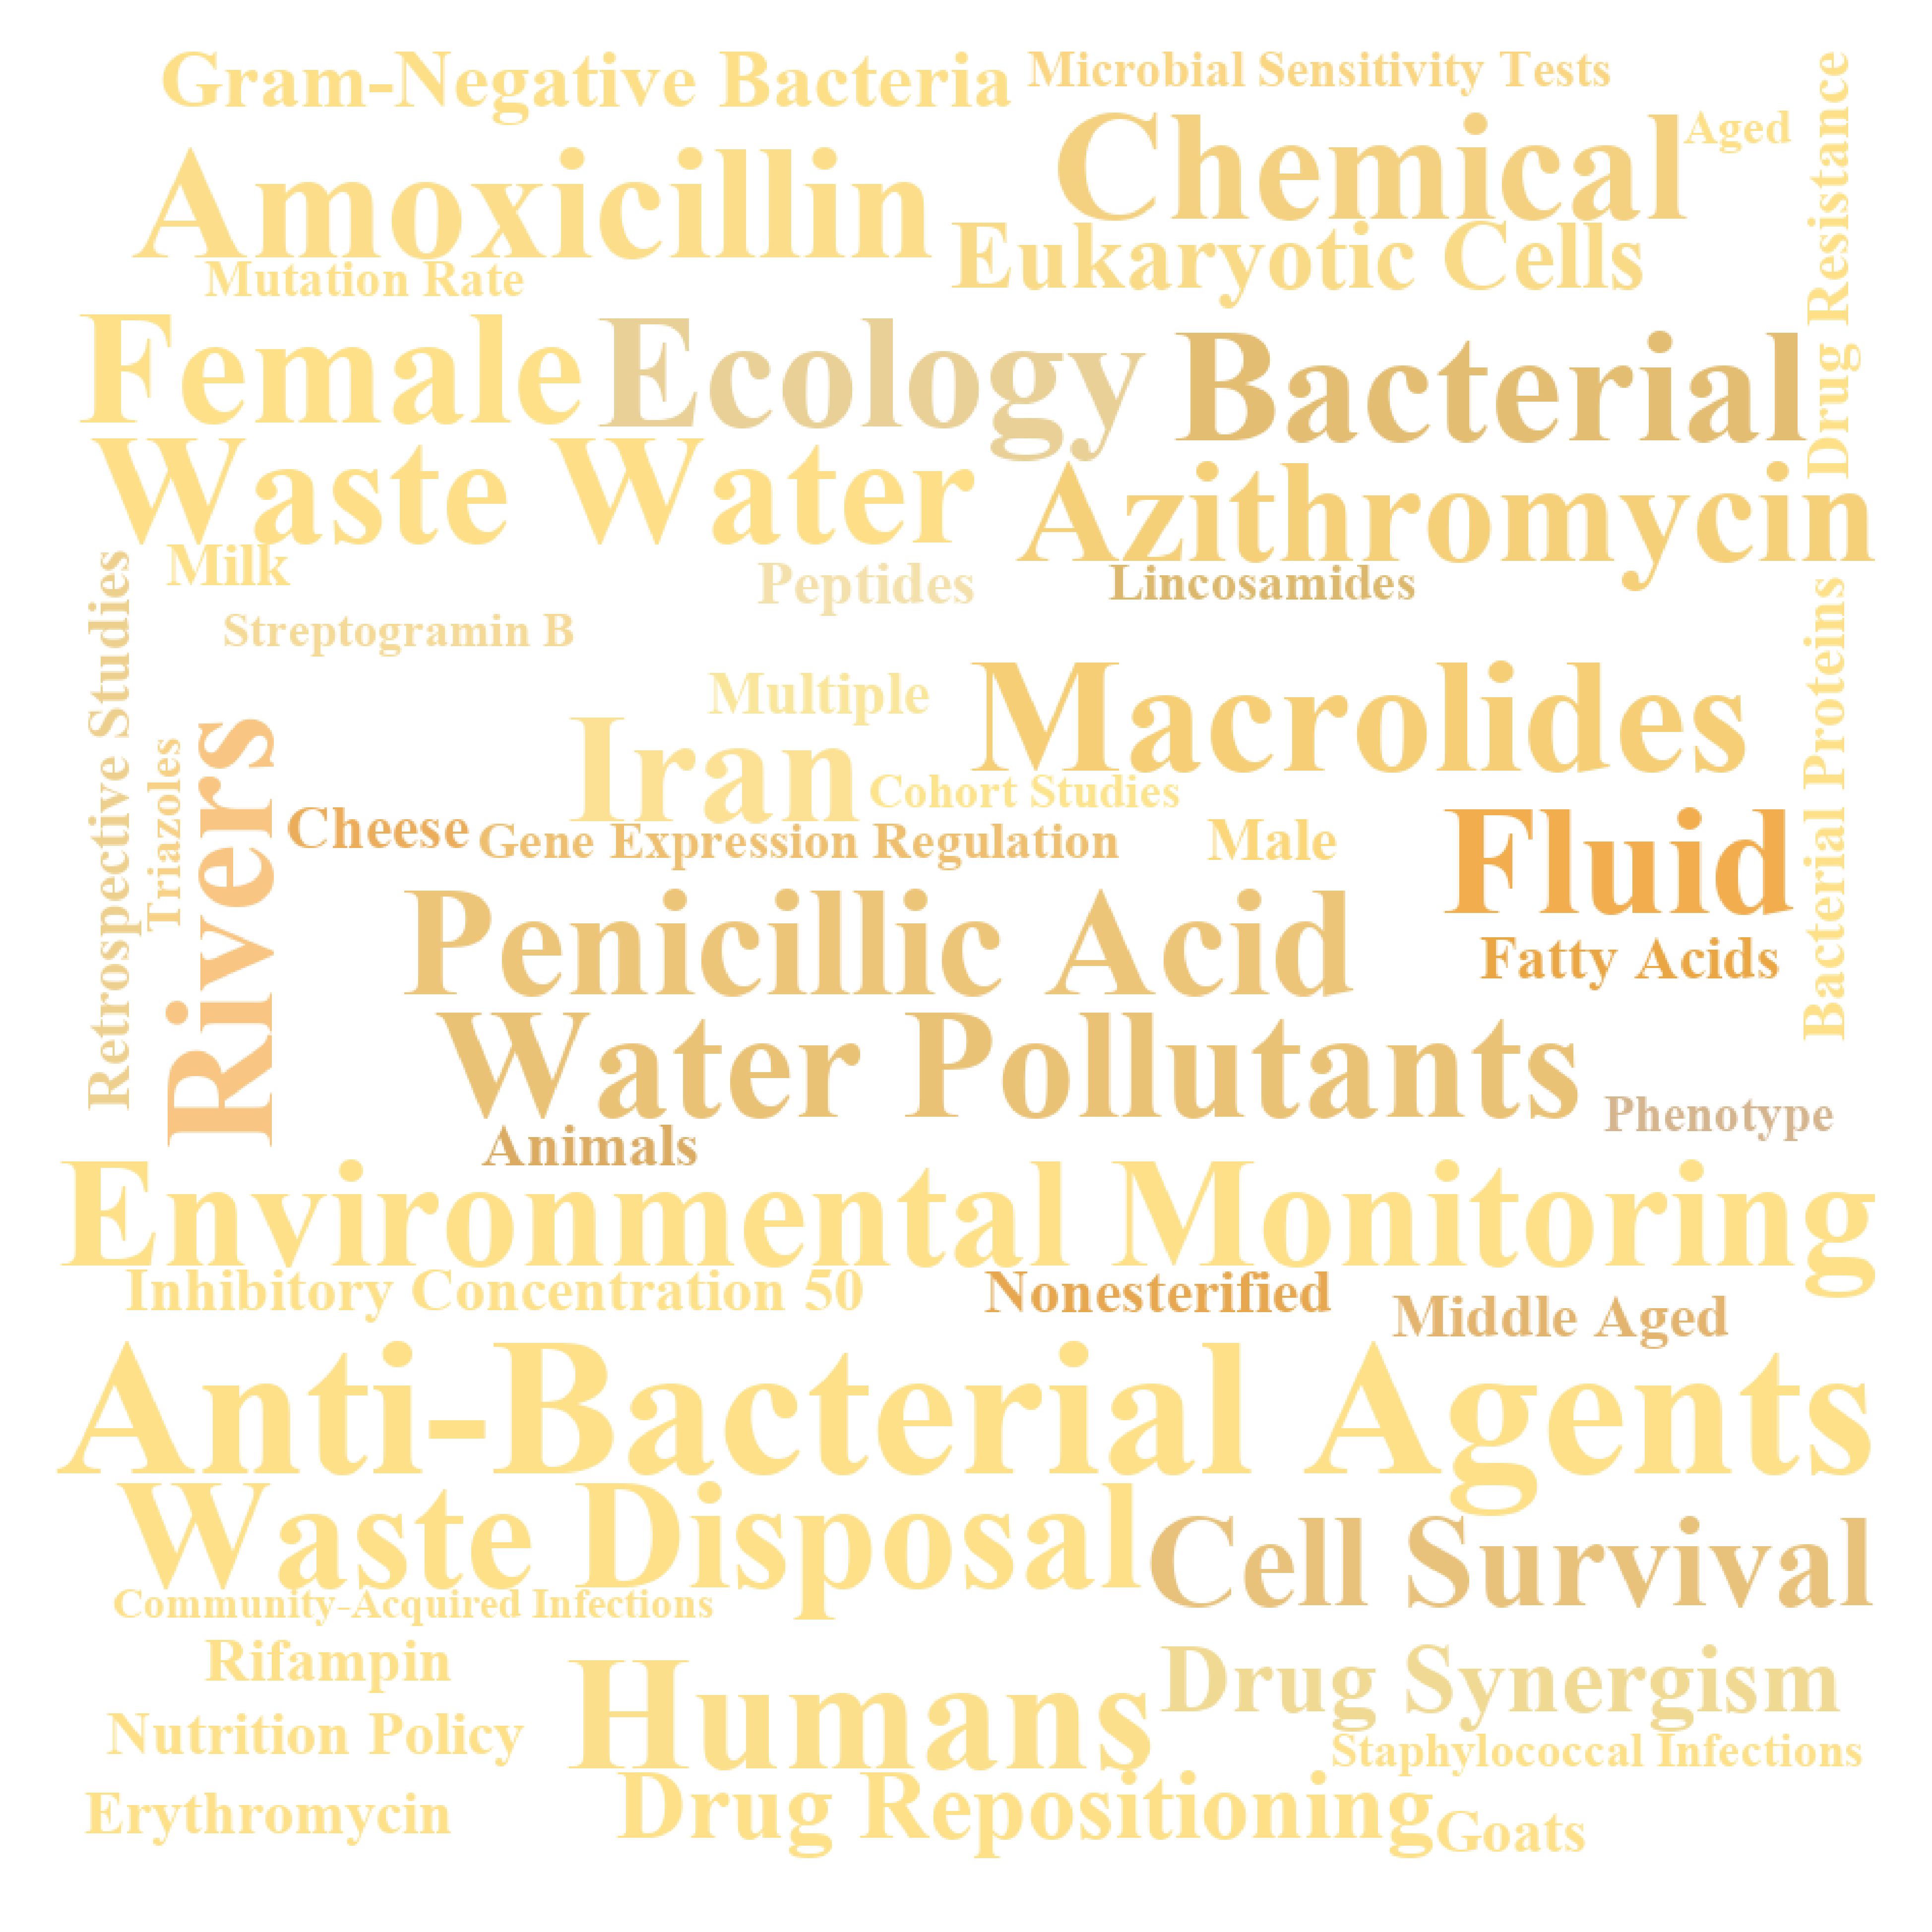 Gram-Negative Bacteria
Microbial Sensitivity Tests
Chemical
Aged
Drug Resistance
Amoxicillin
Eukaryotic Cells
Mutation Rate
Female
Ecology
Bacterial
Waste Water
Azithromycin
Milk
Peptides
Lincosamides
Retrospective Studies
Streptogramin B
Bacterial Proteins
Multiple
Macrolides
Triazoles
Rivers
Iran
Cohort Studies
Cheese
Gene Expression Regulation
Male
Fluid
Penicillic Acid
Fatty Acids
Water Pollutants
Phenotype
Animals
Environmental Monitoring
Inhibitory Concentration 50
Nonesterified
Middle Aged
Anti-Bacterial Agents
Waste Disposal
Cell Survival
Community-Acquired Infections
Rifampin
Humans
Drug Synergism
Nutrition Policy
Staphylococcal Infections
Erythromycin
Drug Repositioning
Goats